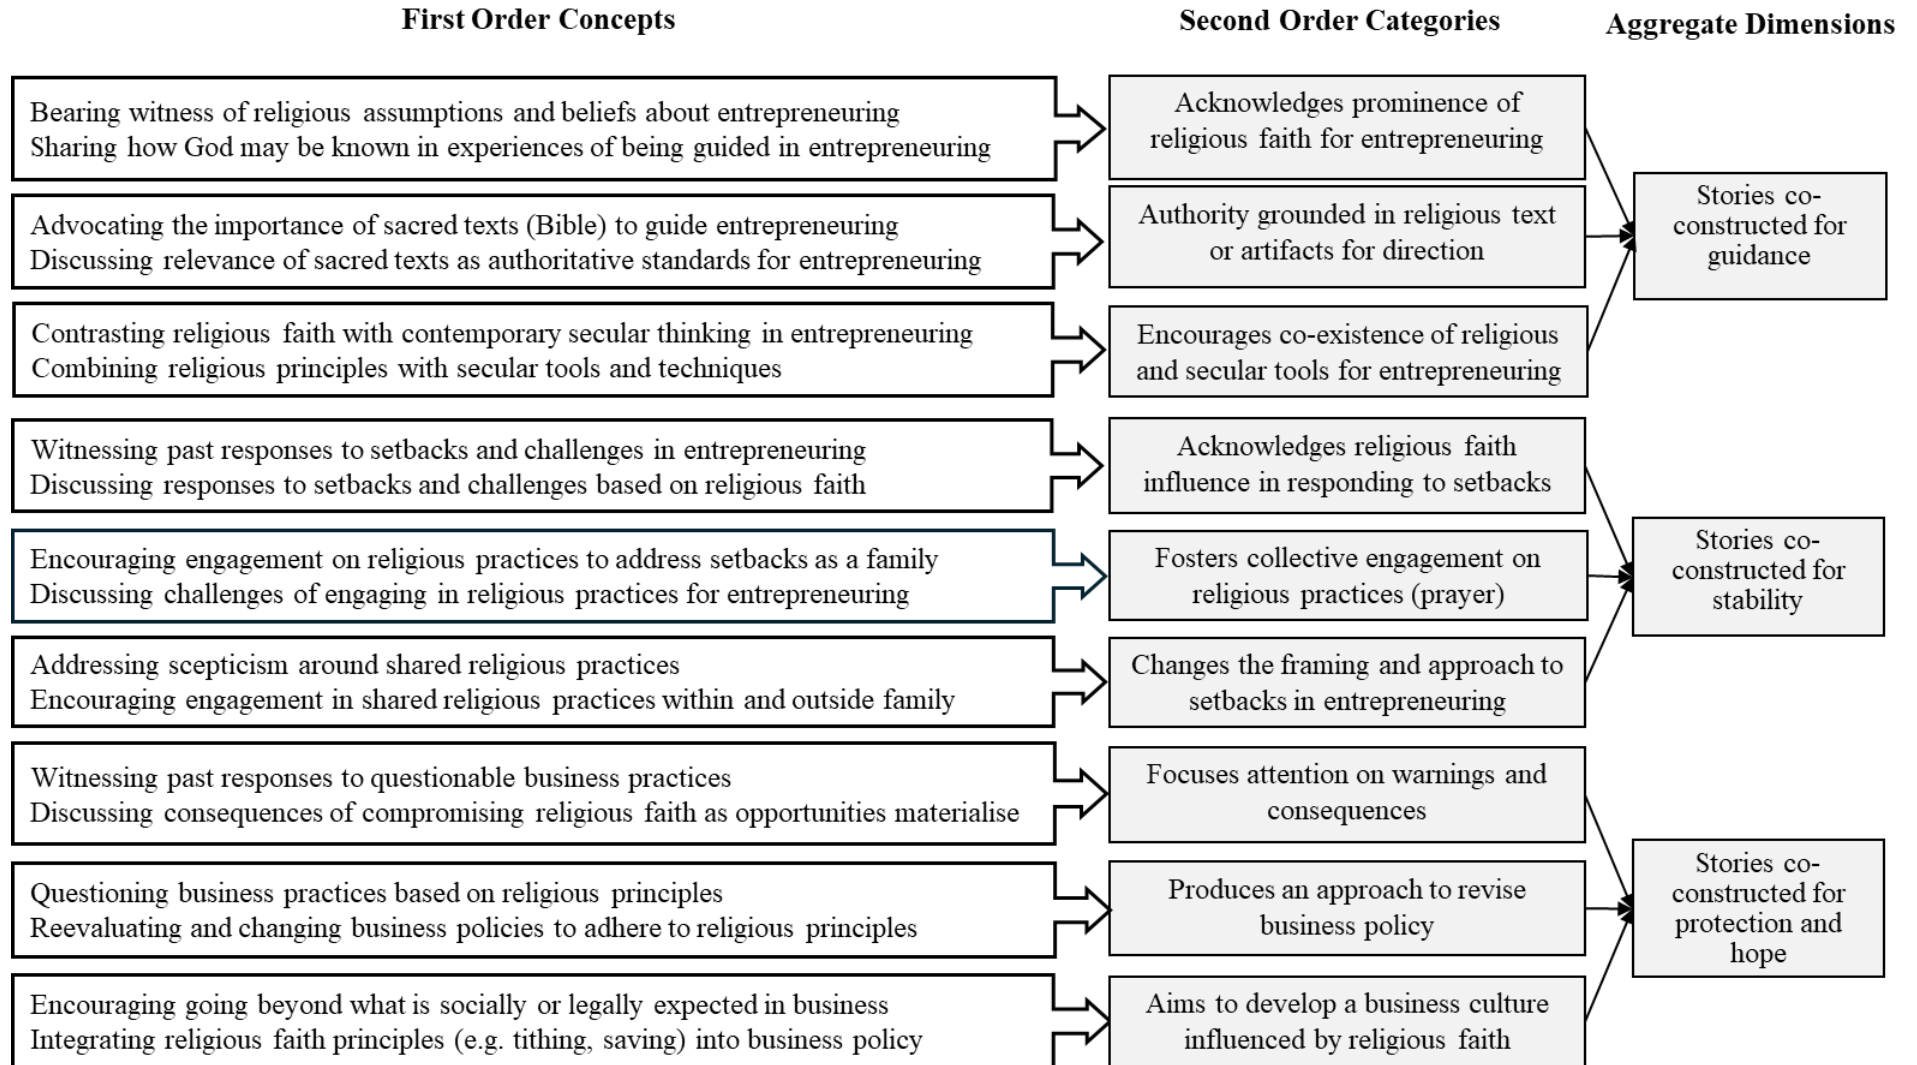 First Order Concepts
Second Order Categories
Aggregate Dimensions
Bearing witness of religious assumptions and beliefs about entrepreneuring
Sharing how God may be known in experiences of being guided in entrepreneuring
Acknowledges prominence of
religious faith for entrepreneuring
Advocating the importance of sacred texts (Bible) to guide entrepreneuring
Discussing relevance of sacred texts as authoritative standards for entrepreneuring
Authority grounded in religious text
or artifacts for direction
Contrasting religious faith with contemporary secular thinking in entrepreneuring
Combining religious principles with secular tools and techniques
Encourages co-existence of religious
and secular tools for entrepreneuring
Stories co-
constructed for
guidance
Witnessing past responses to setbacks and challenges in entrepreneuring
Discussing responses to setbacks and challenges based on religious faith
Acknowledges religious faith
influence in responding to setbacks
Encouraging engagement on religious practices to address setbacks as a family
Discussing challenges of engaging in religious practices for entrepreneuring
Fosters collective engagement on
religious practices (prayer)
Addressing scepticism around shared religious practices
Encouraging engagement in shared religious practices within and outside family
Changes the framing and approach to
setbacks in entrepreneuring
Stories co-
constructed for
stability
Witnessing past responses to questionable business practices
Discussing consequences of compromising religious faith as opportunities materialise
Focuses attention on warnings and
consequences
Questioning business practices based on religious principles
Reevaluating and changing business policies to adhere to religious principles
Produces an approach to revise
business policy
Encouraging going beyond what is socially or legally expected in business
Integrating religious faith principles (e.g. tithing, saving) into business policy
Aims to develop a business culture
influenced by religious faith
Stories co-
constructed for
protection and
hope